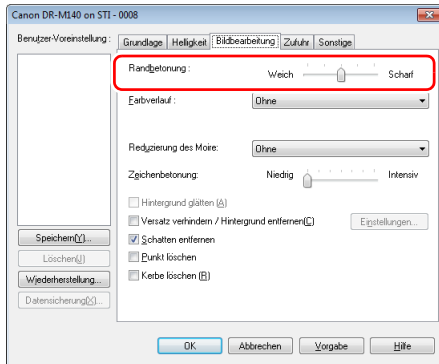 Canon DR-M140 on STI - 0008
Benutzer-Voreinstellung :
Grundlage Helligkeit Bildbearbeitung Zufuhr Sonstige
Randbetonung :
Weich Scharf
Farbverlauf :
Ohne
Reduzierung des Moire:
Ohne
Zeichenbetonung:
Niedrig Intensiv
Hintergrund glätten (A)
Versatz verhindern / Hintergrund entfernen(C)
Einstellungen...
Schatten entfernen
Punkt löschen
Kerbe löschen (R)
Speichern(Y)...
Löschen(J)
Wiederherstellung...
Datensicherung(X)...
OK Abbrechen Vorgabe Hilfe